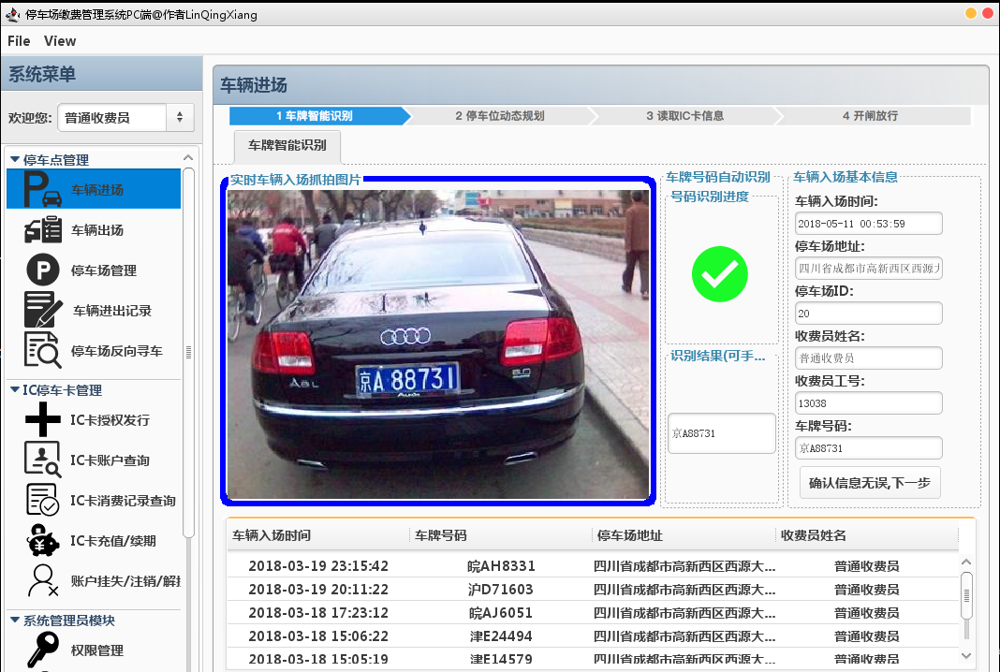 停车场缴费管理系统PC端@作者LinQingXiang
File View
系统菜单
欢迎您: 普通收费员
停车点管理
车辆进场
车辆出场
停车场管理
车辆进出记录
停车场反向寻车
IC停车卡管理
IC卡授权发行
IC卡账户查询
IC卡消费记录查询
IC卡充值/续期
账户挂失/注销/解挂
系统管理员模块
权限管理
车辆进场
1 车牌智能识别 2 停车位动态规划 3 读取IC卡信息 4 开闸放行
车牌智能识别
实时车辆入场抓拍图片
京A 88731
A8L
6.0
Audi
车牌号码自动识别
号码识别进度
识别结果(可手...
京A88731
车辆入场基本信息
车辆入场时间:
2018-05-11 00:53:59
停车场地址:
四川省成都市高新西区西源大
停车场ID:
20
收费员姓名:
普通收费员
收费员工号:
13038
车牌号码:
京A88731
确认信息无误,下一步
车辆入场时间 车牌号码 停车场地址 收费员姓名
2018-03-19 23:15:42 皖AH8331 四川省成都市高新西区西源大... 普通收费员
2018-03-19 20:11:22 沪D71603 四川省成都市高新西区西源大... 普通收费员
2018-03-18 17:23:12 皖AJ6051 四川省成都市高新西区西源大... 普通收费员
2018-03-18 15:06:22 津E24494 四川省成都市高新西区西源大... 普通收费员
2018-03-18 15:05:19 津E14579 四川省成都市高新西区西源大... 普通收费员